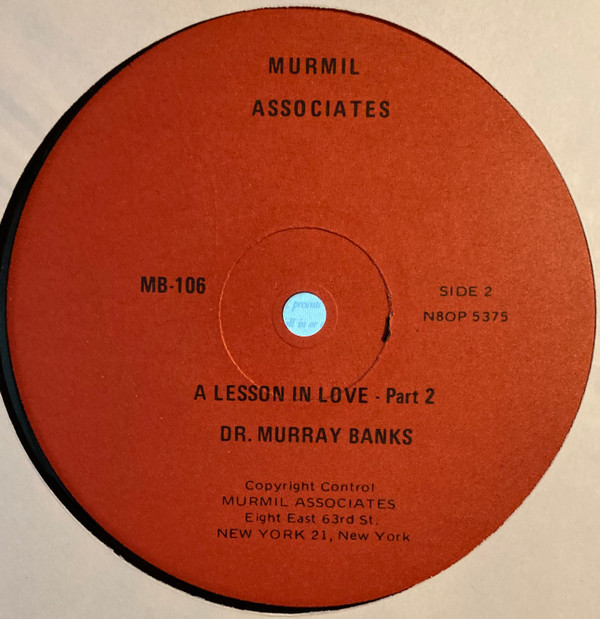 MURMIL
ASSOCIATES
MB-106
SIDE 2
N8OP 5375
A LESSON IN LOVE - Part 2
DR. MURRAY BANKS
Copyright Control
MURMIL ASSOCIATES
Eight East 63rd St.
NEW YORK 21, New York